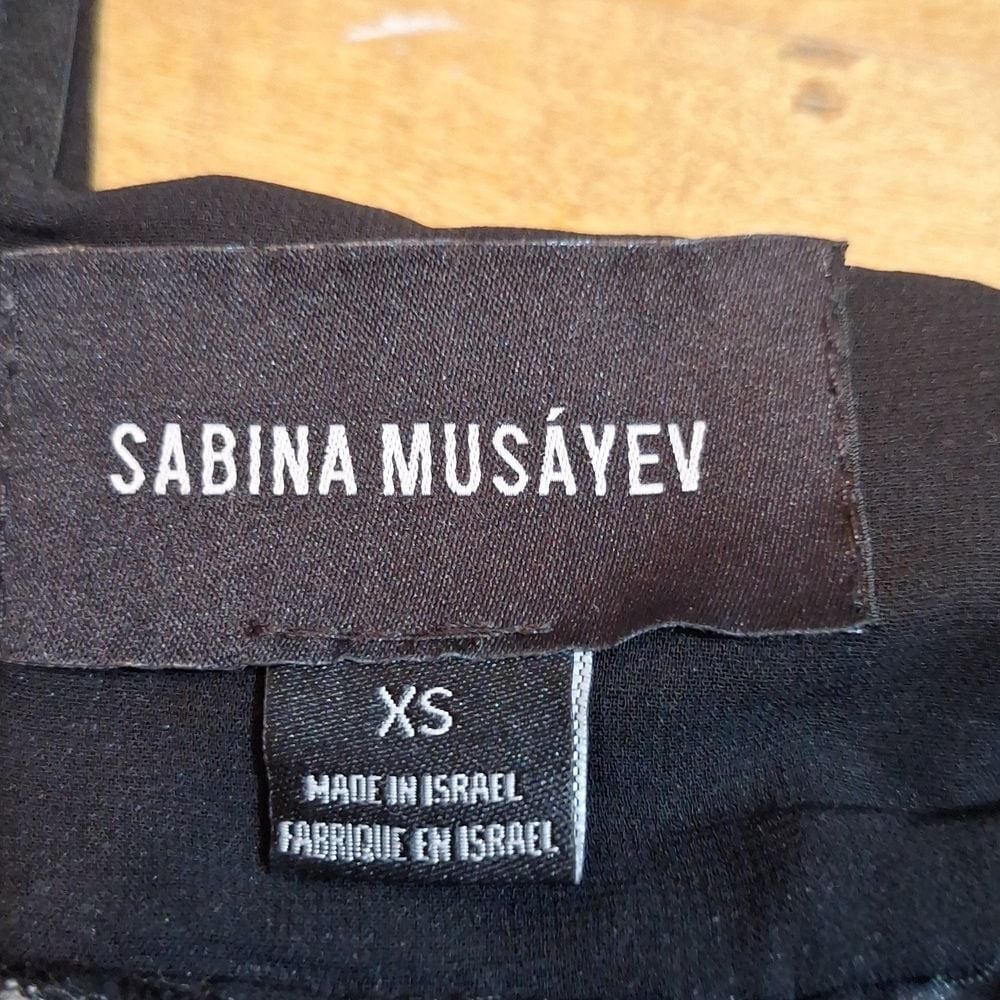 SABINA MUSÁYEV
XS
MADE IN ISRAEL
FABRIQUE EN ISRAEL